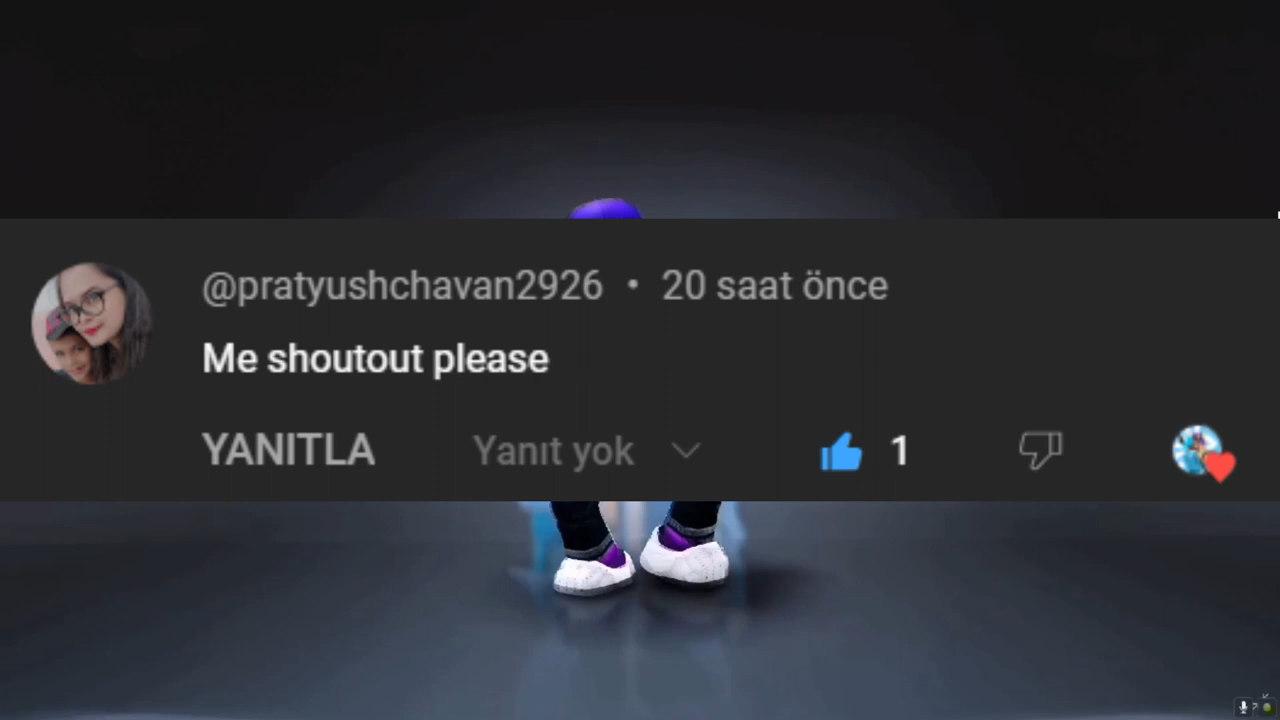 @pratyushchavan2926 • 20 saat önce
Me shoutout please
YANITLA Yanıt yok 1